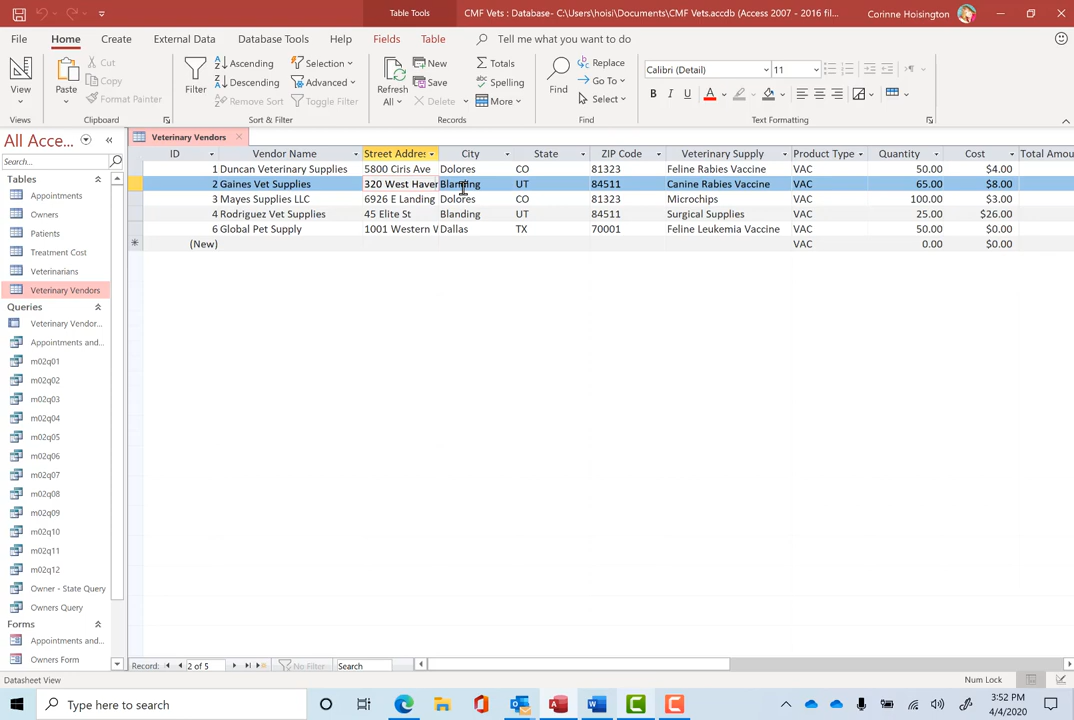 Table Tools CMF Vets : Database- C:\Users\hoisi\Documents\CMF Vets.accdb (Access 2007 - 2016 fil... Corinne Hoisington
File Home Create External Data Database Tools Help Fields Table Tell me what you want to do
View
Views
Paste
Cut
Copy
Format Painter
Clipboard
Filter
Ascending
Descending
Remove Sort
Selection
Advanced
Toggle Filter
Sort & Filter
Refresh All
New
Save
Delete
Totals
Spelling
More
Records
Find
Replace
Go To
Select
Find
Calibri (Detail) 11
B I U A
Text Formatting
All Acce...
Search...
Tables
Appointments
Owners
Patients
Treatment Cost
Veterinarians
Veterinary Vendors
Queries
Veterinary Vendor...
Appointments and...
m02q01
m02q02
m02q03
m02q04
m02q05
m02q06
m02q07
m02q08
m02q09
m02q10
m02q11
m02q12
Owner - State Query
Owners Query
Forms
Appointments and...
Owners Form
Veterinary Vendors
ID Vendor Name Street Addres City State ZIP Code Veterinary Supply Product Type Quantity Cost Total Amou
1 Duncan Veterinary Supplies 5800 Ciris Ave Dolores CO 81323 Feline Rabies Vaccine VAC 50.00 $4.00
2 Gaines Vet Supplies 320 West Haven Blanding UT 84511 Canine Rabies Vaccine VAC 65.00 $8.00
3 Mayes Supplies LLC 6926 E Landing Dolores CO 81323 Microchips VAC 100.00 $3.00
4 Rodriguez Vet Supplies 45 Elite St Blanding UT 84511 Surgical Supplies VAC 25.00 $26.00
6 Global Pet Supply 1001 Western V Dallas TX 70001 Feline Leukemia Vaccine VAC 50.00 $0.00
(New) VAC 0.00 $0.00
Record: 2 of 5 No Filter Search
Datasheet View Num Lock
Type here to search
3:52 PM
4/4/2020